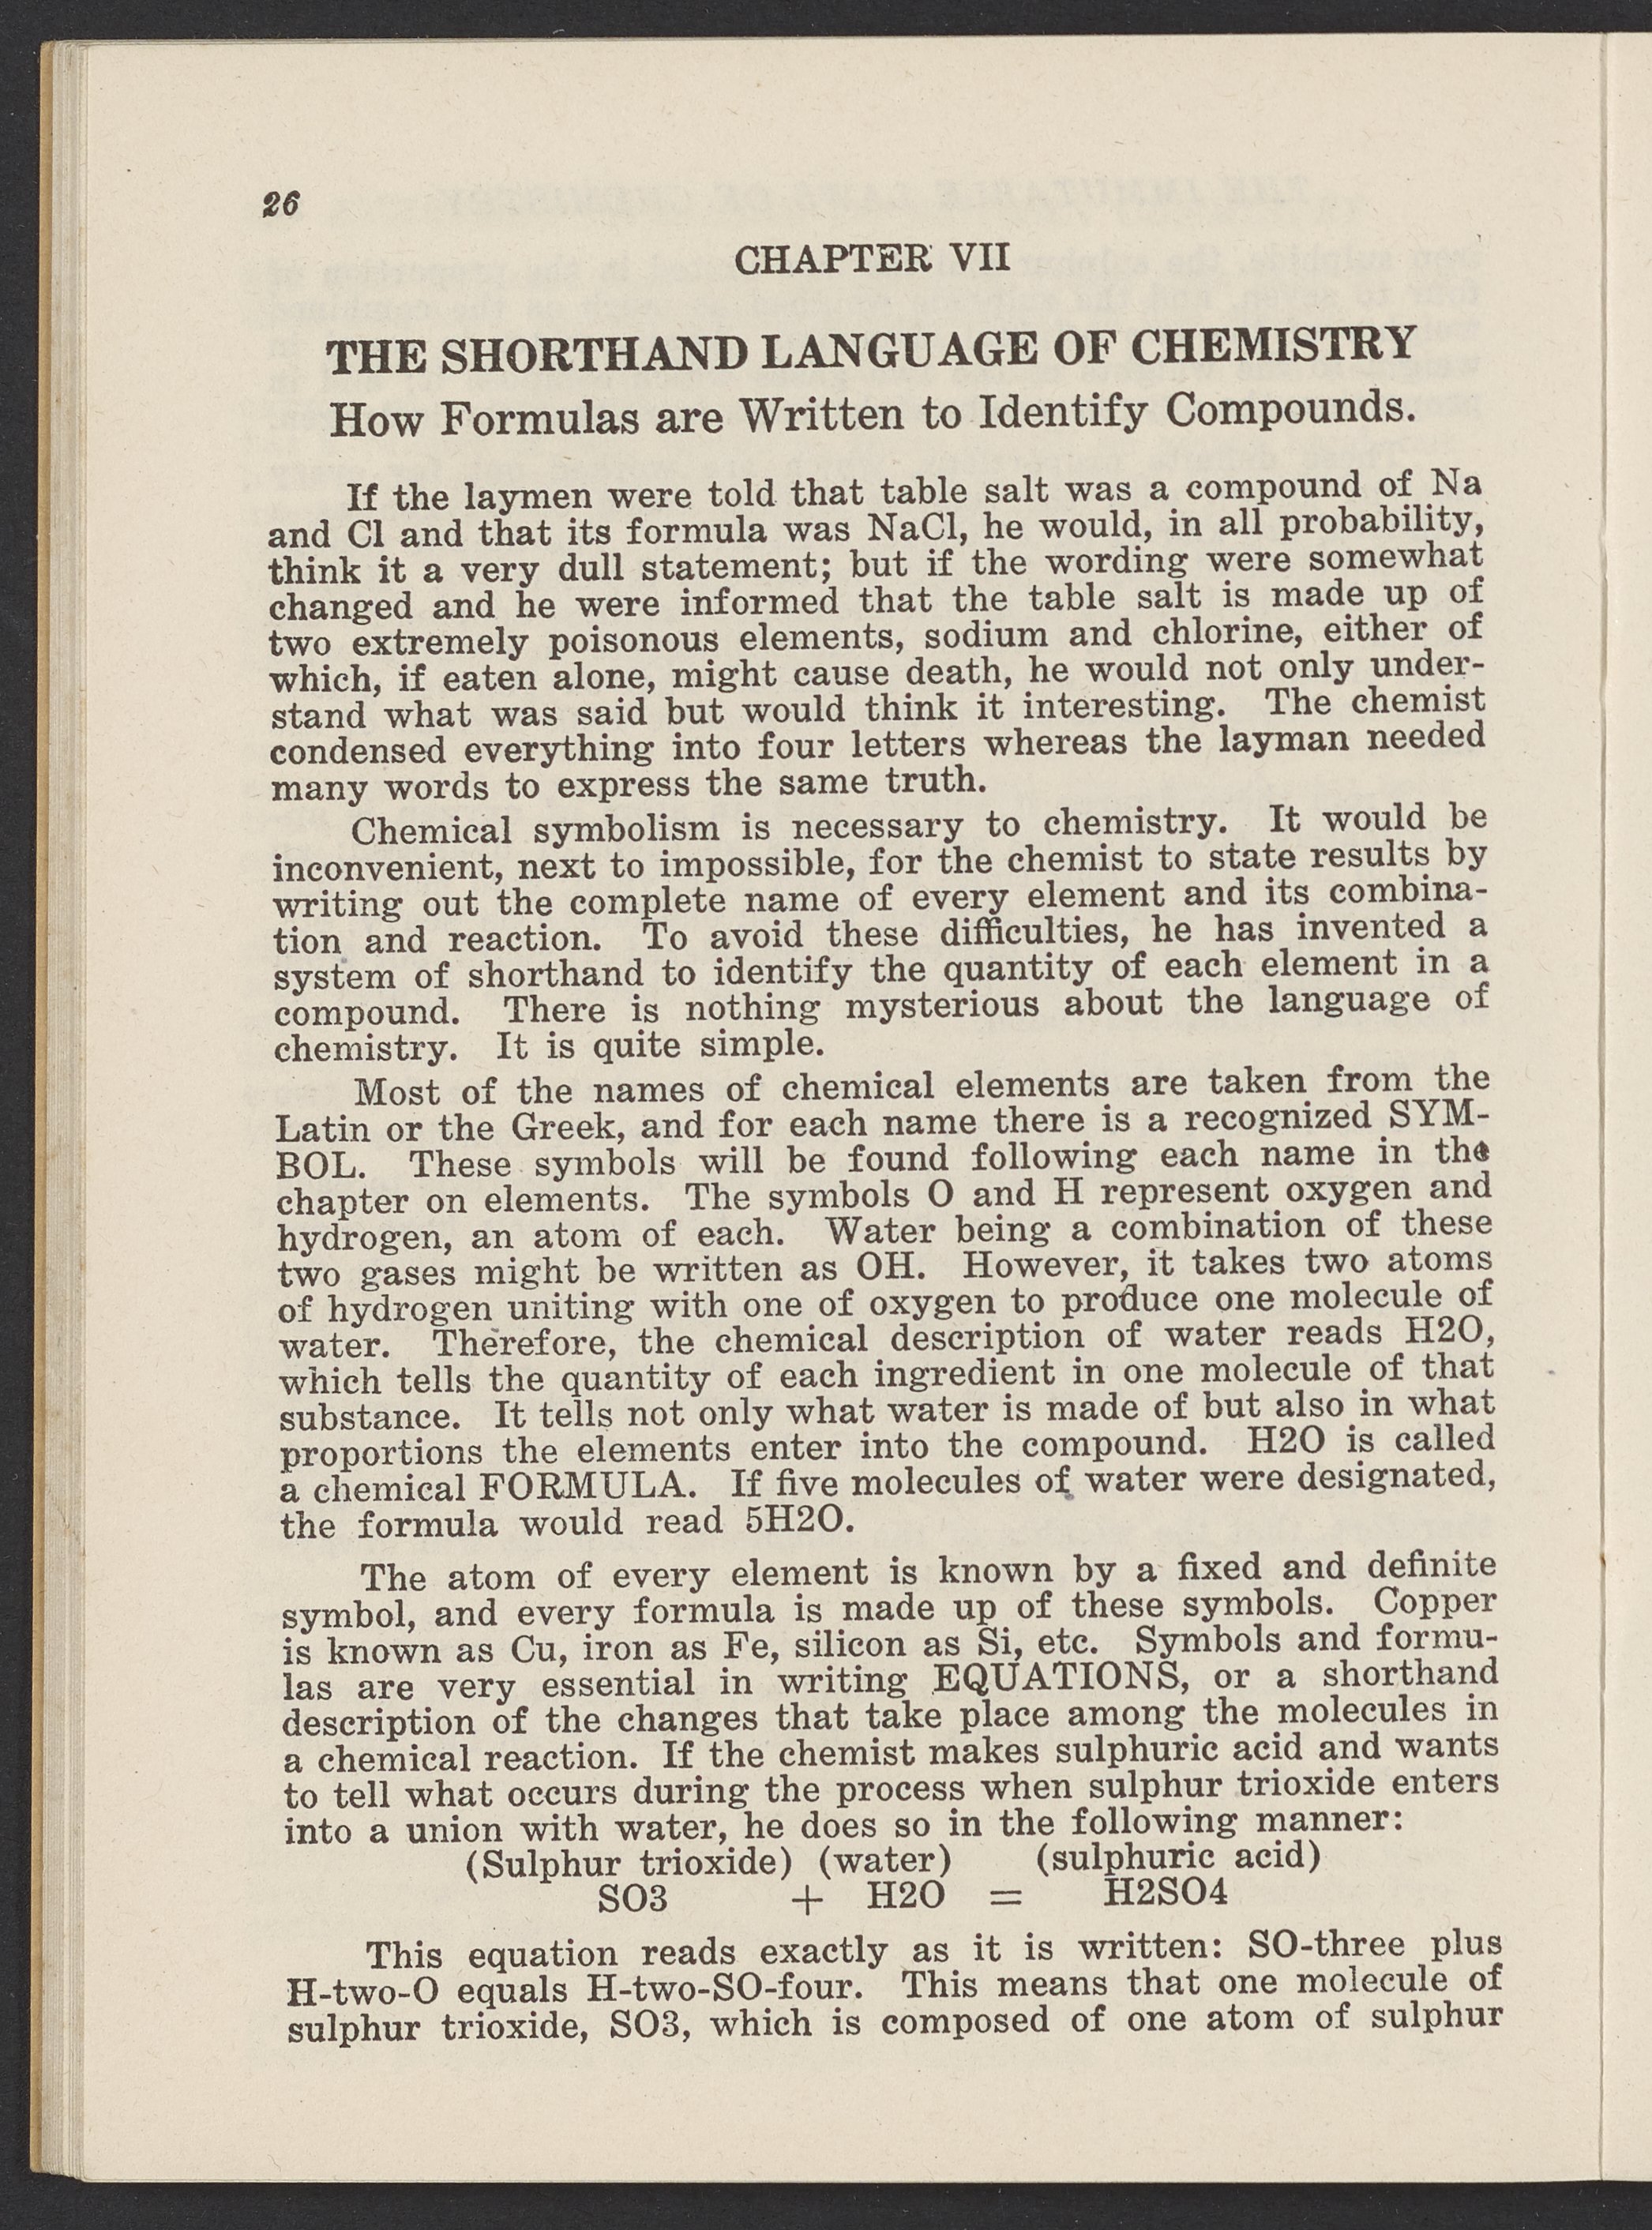 26
CHAPTER VII
THE SHORTHAND LANGUAGE OF CHEMISTRY
How Formulas are Written to Identify Compounds.
If the laymen were told that table salt was a compound of Na
and Cl and that its formula was NaCl, he would, in all probability,
think it a very dull statement; but if the wording were somewhat
changed and he were informed that the table salt is made up of
two extremely poisonous elements, sodium and chlorine, either of
which, if eaten alone, might cause death, he would not only under-
stand what was said but would think it interesting. The chemist
condensed everything into four letters whereas the layman needed
many words to express the same truth.
Chemical symbolism is necessary to chemistry. It would be
inconvenient, next to impossible, for the chemist to state results by
writing out the complete name of every element and its combina-
tion and reaction. To avoid these difficulties, he has invented a
system of shorthand to identify the quantity of each element in a
compound. There is nothing mysterious about the language of
chemistry. It is quite simple.
Most of the names of chemical elements are taken from the
Latin or the Greek, and for each name there is a recognized SYM-
BOL. These symbols will be found following each name in the
chapter on elements. The symbols O and H represent oxygen and
hydrogen, an atom of each. Water being a combination of these
two gases might be written as OH. However, it takes two atoms
of hydrogen uniting with one of oxygen to produce one molecule of
water. Therefore, the chemical description of water reads H2O,
which tells the quantity of each ingredient in one molecule of that
substance. It tells not only what water is made of but also in what
proportions the elements enter into the compound. H2O is called
a chemical FORMULA. If five molecules of water were designated,
the formula would read 5H2O.
The atom of every element is known by a fixed and definite
symbol, and every formula is made up of these symbols. Copper
is known as Cu, iron as Fe, silicon as Si, etc. Symbols and formu-
las are very essential in writing EQUATIONS, or a shorthand
description of the changes that take place among the molecules in
a chemical reaction. If the chemist makes sulphuric acid and wants
to tell what occurs during the process when sulphur trioxide enters
into a union with water, he does so in the following manner:
(Sulphur trioxide) (water) (sulphuric acid)
SO3 + H2O = H2SO4
This equation reads exactly as it is written: SO-three plus
H-two-O equals H-two-SO-four. This means that one molecule of
sulphur trioxide, SO3, which is composed of one atom of sulphur